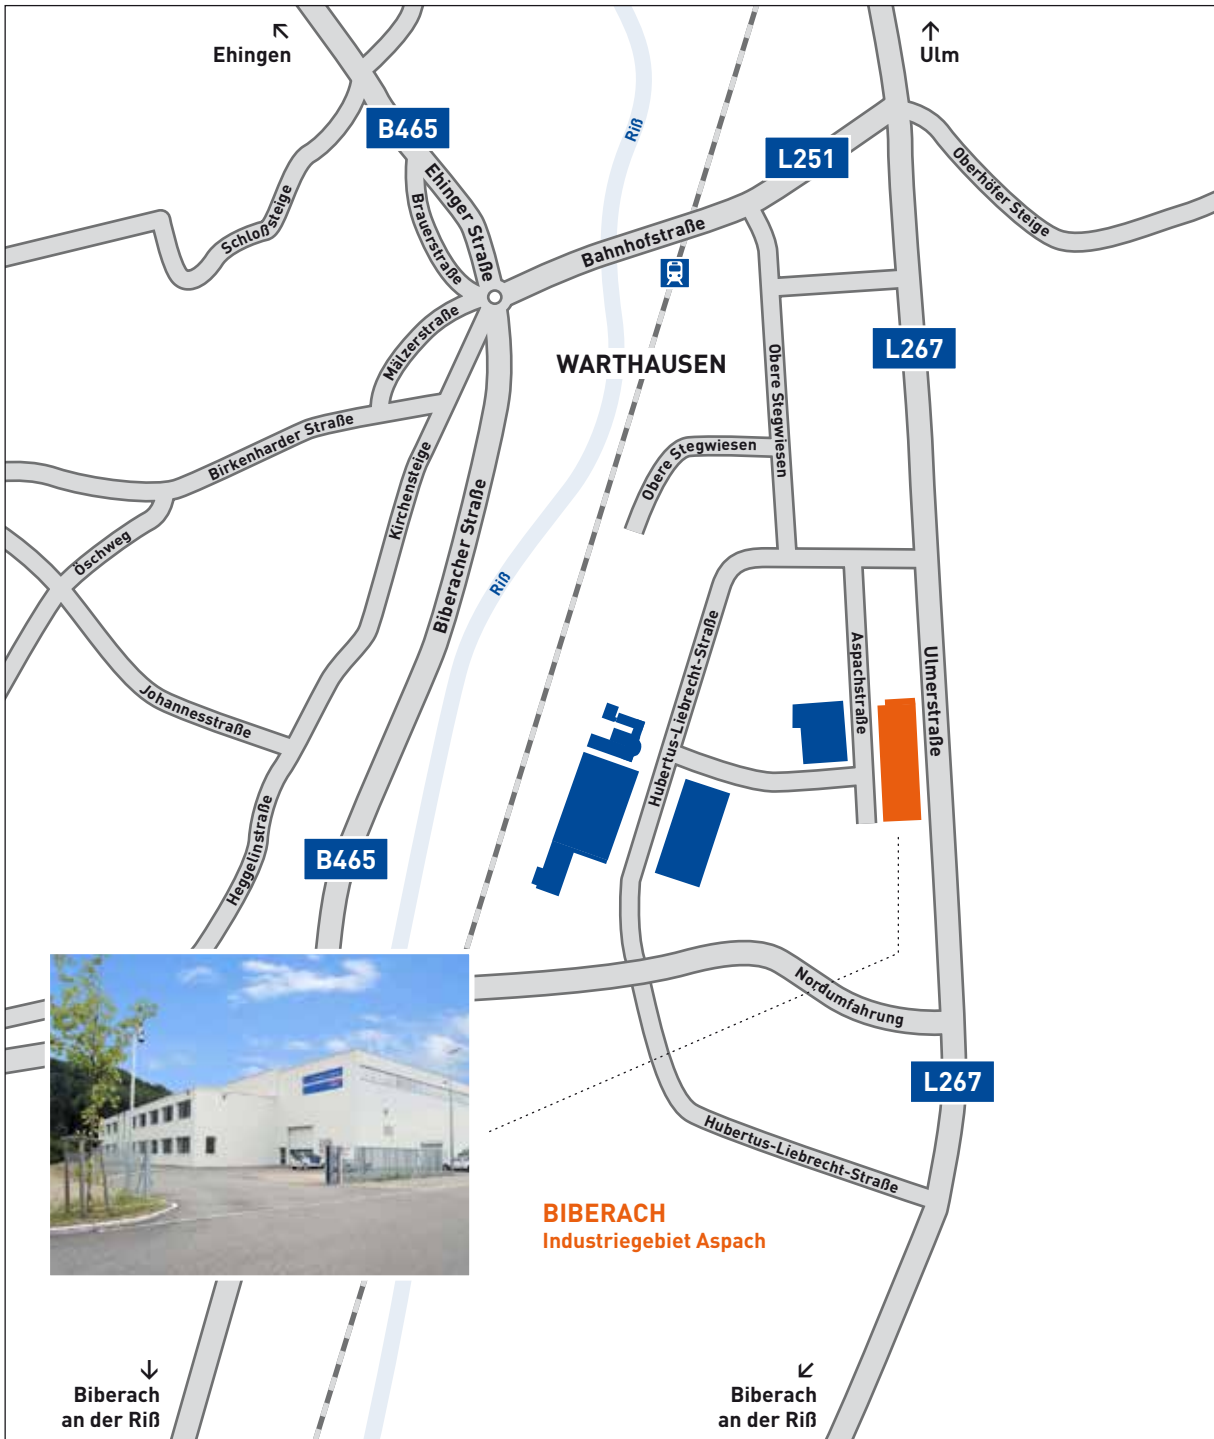 Ehingen
Ulm
B465
Riß
L251
Ehinger Straße
Brauerstraße
Schloßsteige
Oberhöfer Steige
Bahnhofstraße
Mälzerstraße
WARTHAUSEN
L267
Obere Stegwiesen
Birkenharder Straße
Obere Stegwiesen
Kirchensteige
Biberacher Straße
Öschweg
Riß
Hubertus-Liebrecht-Straße
Aspachstraße
Ulmerstraße
Johannesstraße
Heggelinstraße
B465
Nordumfahrung
L267
Hubertus-Liebrecht-Straße
BIBERACH
Industriegebiet Aspach
Biberach
an der Riß
Biberach
an der Riß